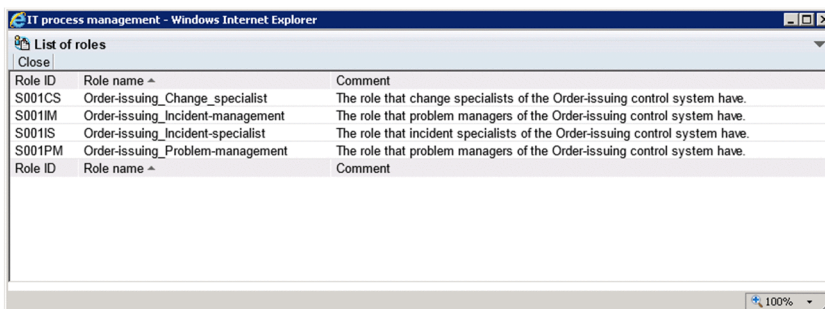 IT process management - Windows Internet Explorer
List of roles
Close
Role ID Role name Comment
S001CS Order-issuing_Change_specialist The role that change specialists of the Order-issuing control system have.
S001IM Order-issuing_Incident-management The role that problem managers of the Order-issuing control system have.
S001IS Order-issuing_Incident-specialist The role that incident specialists of the Order-issuing control system have.
S001PM Order-issuing_Problem-management The role that problem managers of the Order-issuing control system have.
Role ID Role name Comment
100%